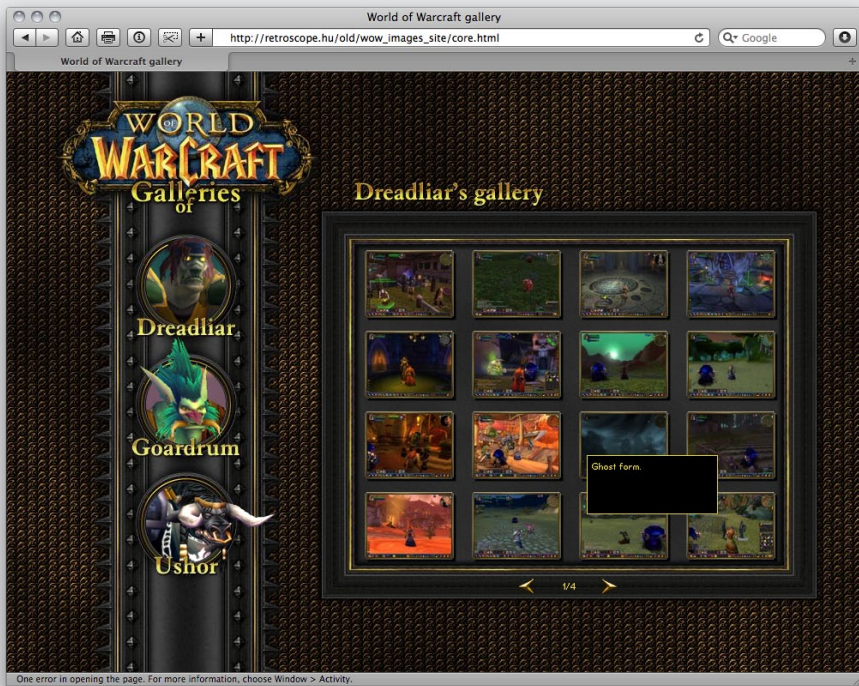 World of Warcraft gallery
http://retroscope.hu/old/wow_images_site/core.html
Google
World of Warcraft gallery
WORLD
OF
WARCRAFT
Galleries
of
Dreadliar's gallery
Dreadliar
Goardrum
Ushor
Ghost form.
1/4
One error in opening the page. For more information, choose Window > Activity.